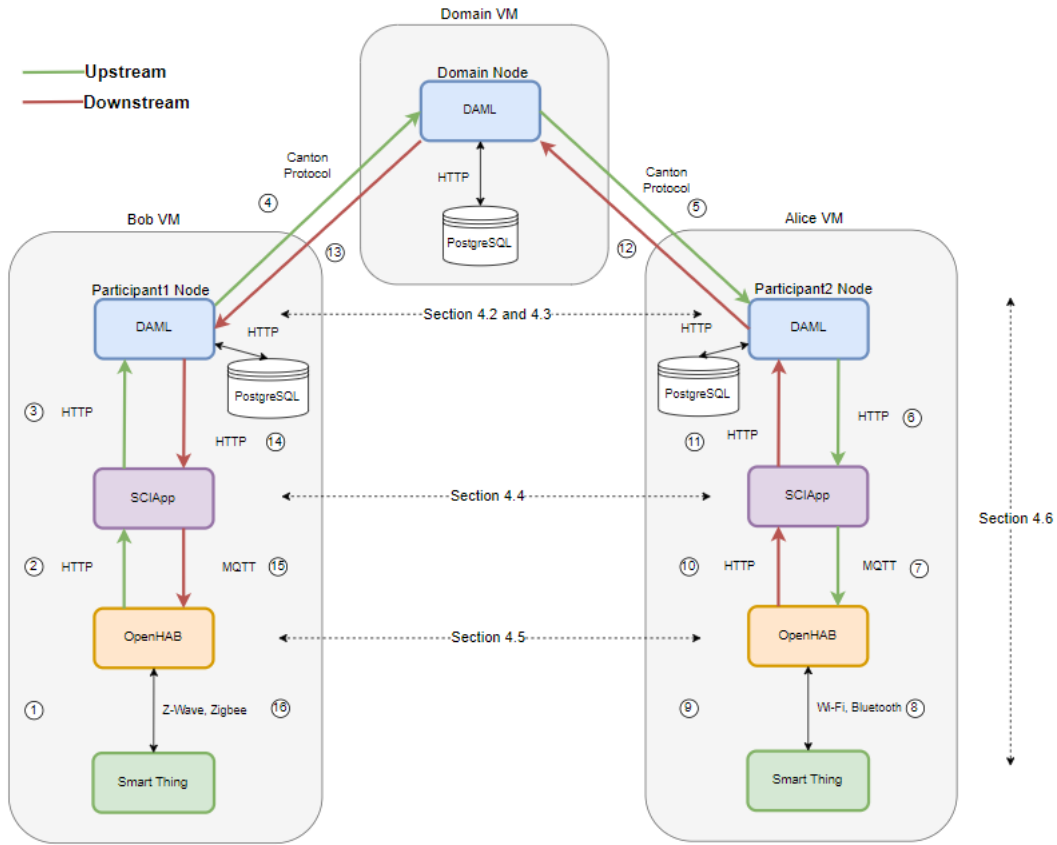 Domain VM
Upstream
Downstream
Domain Node
DAML
Canton
Protocol
4
HTTP
Canton
Protocol
5
PostgreSQL
Bob VM
13
12
Alice VM
Participant1 Node
DAML
HTTP
PostgreSQL
Section 4.2 and 4.3
Participant2 Node
DAML
HTTP
PostgreSQL
3
HTTP
HTTP
14
11
HTTP
HTTP
6
SCIApp
Section 4.4
SCIApp
Section 4.6
2
HTTP
MQTT
15
10
HTTP
MQTT
7
OpenHAB
Section 4.5
OpenHAB
1
Z-Wave, Zigbee
16
9
Wi-Fi, Bluetooth
8
Smart Thing
Smart Thing